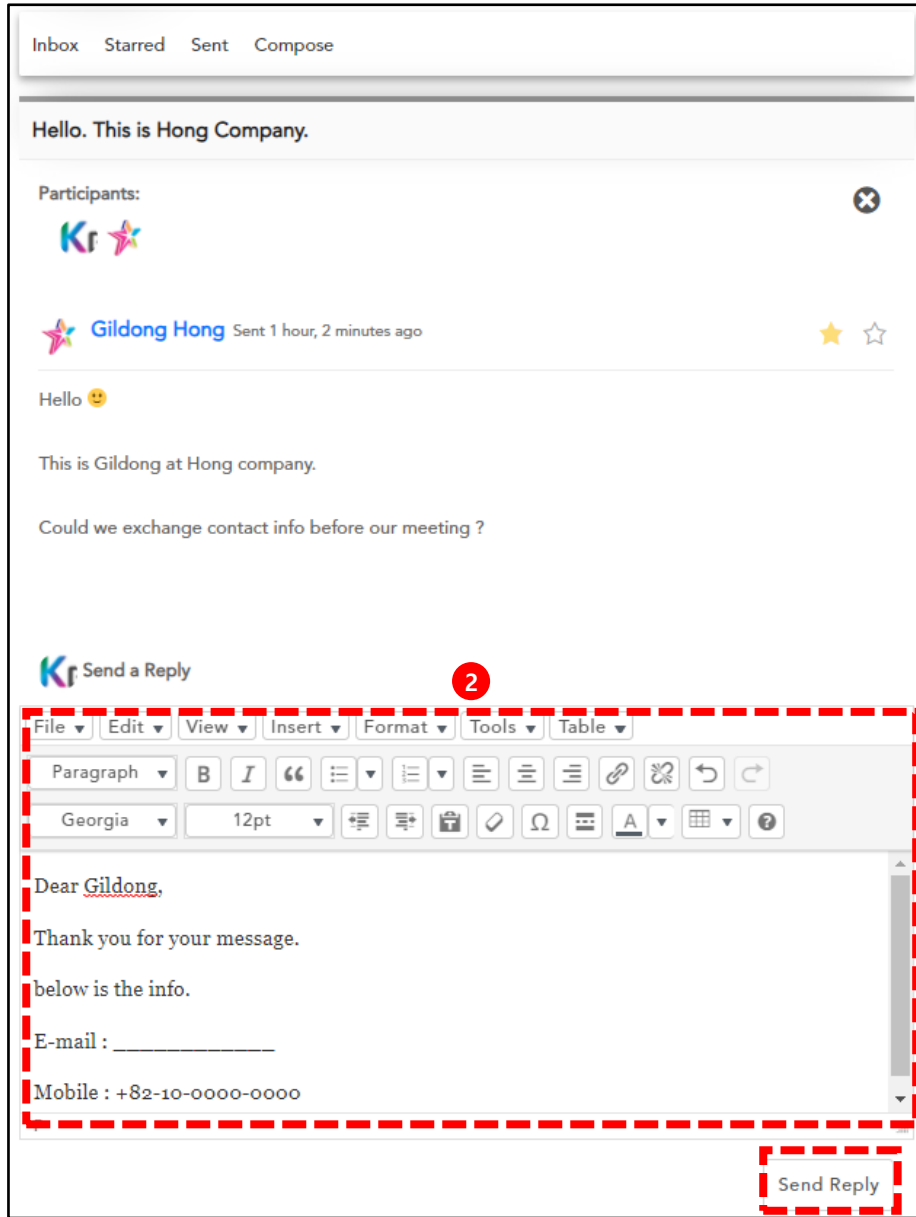 Inbox Starred Sent Compose
Hello. This is Hong Company.
Participants:
Gildong Hong Sent 1 hour, 2 minutes ago
Hello 🙂
This is Gildong at Hong company.
Could we exchange contact info before our meeting ?
Send a Reply
2
File ▾ Edit ▾ View ▾ Insert ▾ Format ▾ Tools ▾ Table ▾
Paragraph ▾ B I
Georgia ▾ 12pt ▾ Ω A
Dear Gildong,
Thank you for your message.
below is the info.
E-mail : ____________
Mobile : +82-10-0000-0000
Send Reply